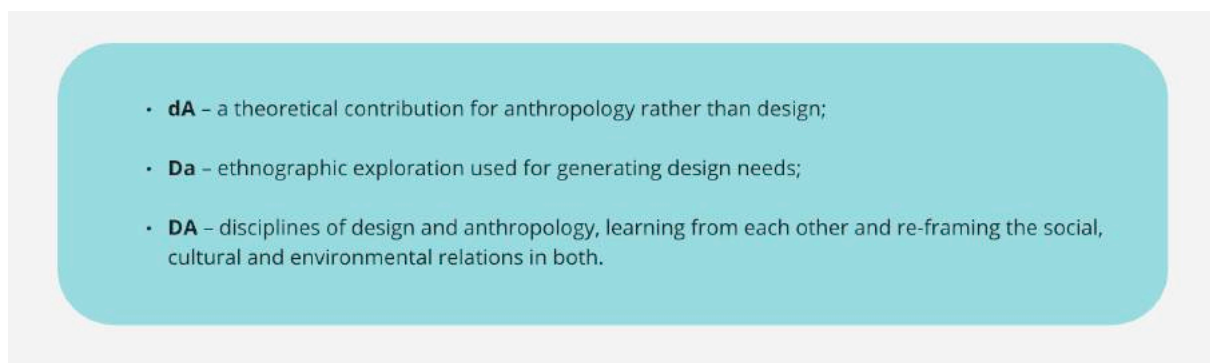 • dA – a theoretical contribution for anthropology rather than design;
• Da – ethnographic exploration used for generating design needs;
• DA – disciplines of design and anthropology, learning from each other and re-framing the social,
cultural and environmental relations in both.